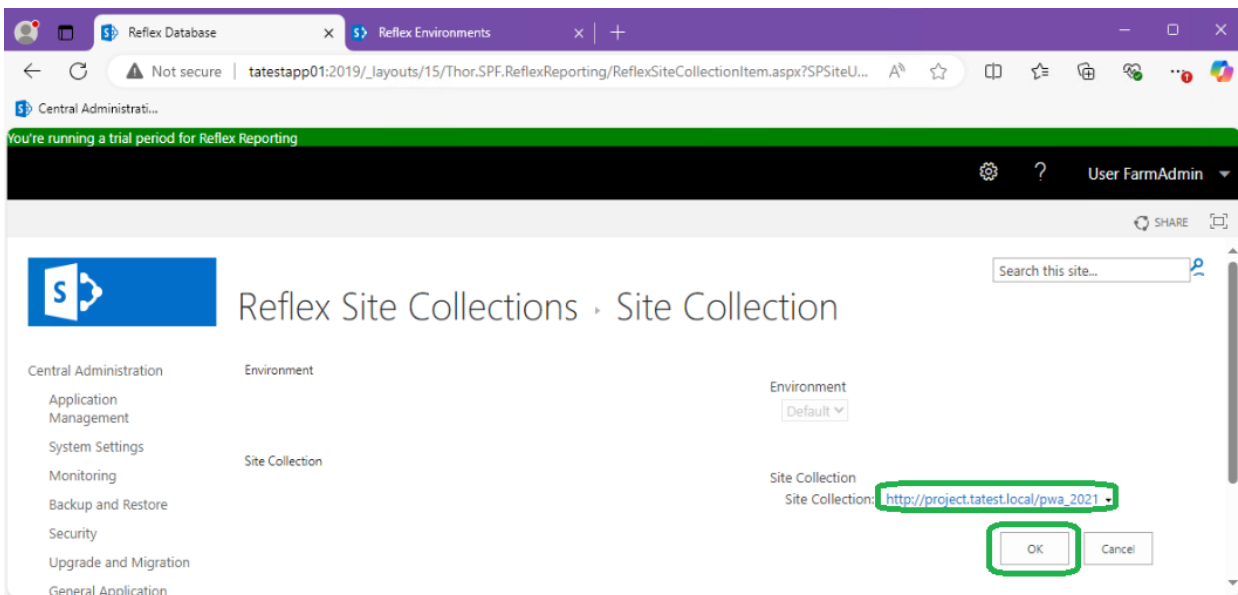 Reflex Database
Reflex Environments
Not secure
tatestapp01:2019/_layouts/15/Thor.SPF.ReflexReporting/ReflexSiteCollectionItem.aspx?SPSiteU...
Central Administrati...
You're running a trial period for Reflex Reporting
? User FarmAdmin
SHARE
Search this site...
S
Reflex Site Collections › Site Collection
Central Administration
Application
Management
System Settings
Monitoring
Backup and Restore
Security
Upgrade and Migration
General Application
Environment
Environment
Default
Site Collection
Site Collection
Site Collection: http://project.tatest.local/pwa_2021
OK Cancel